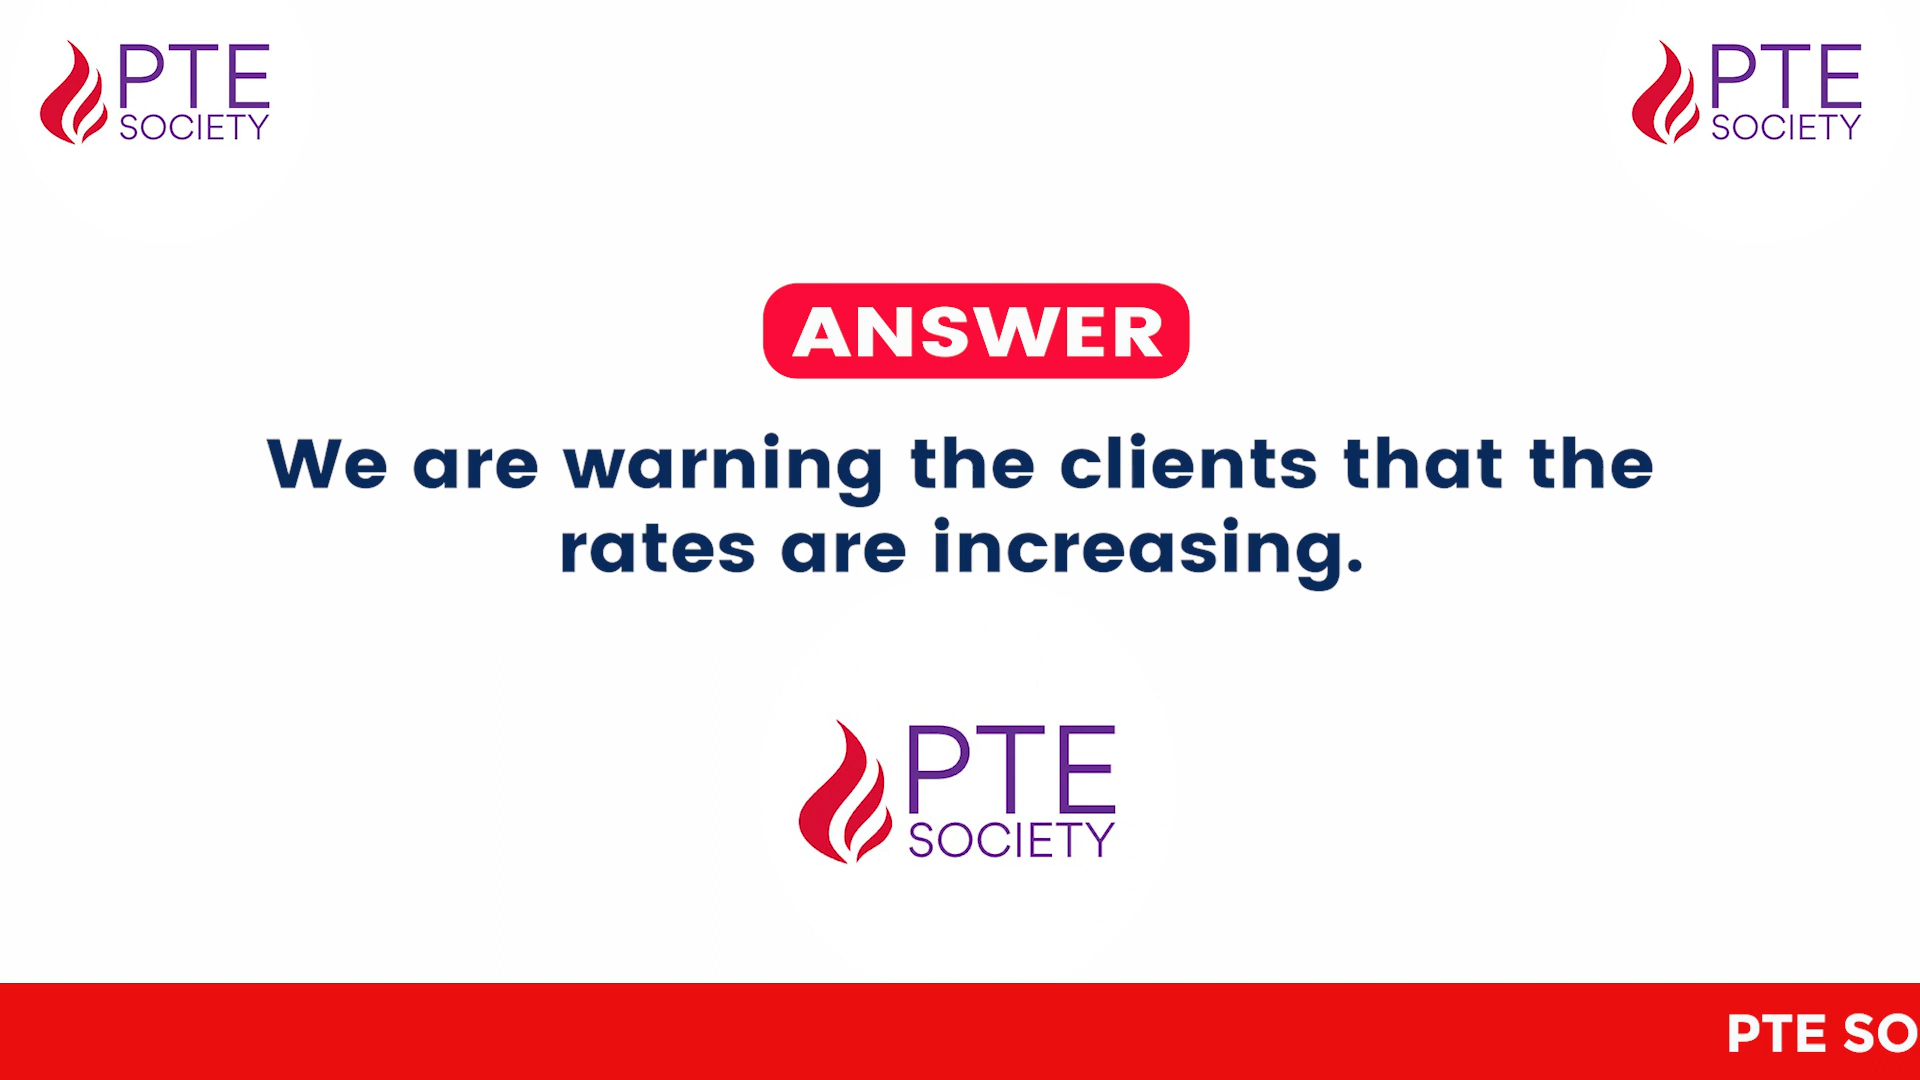 PTE
SOCIETY
PTE
SOCIETY
ANSWER
We are warning the clients that the
rates are increasing.
PTE
SOCIETY
PTE SO